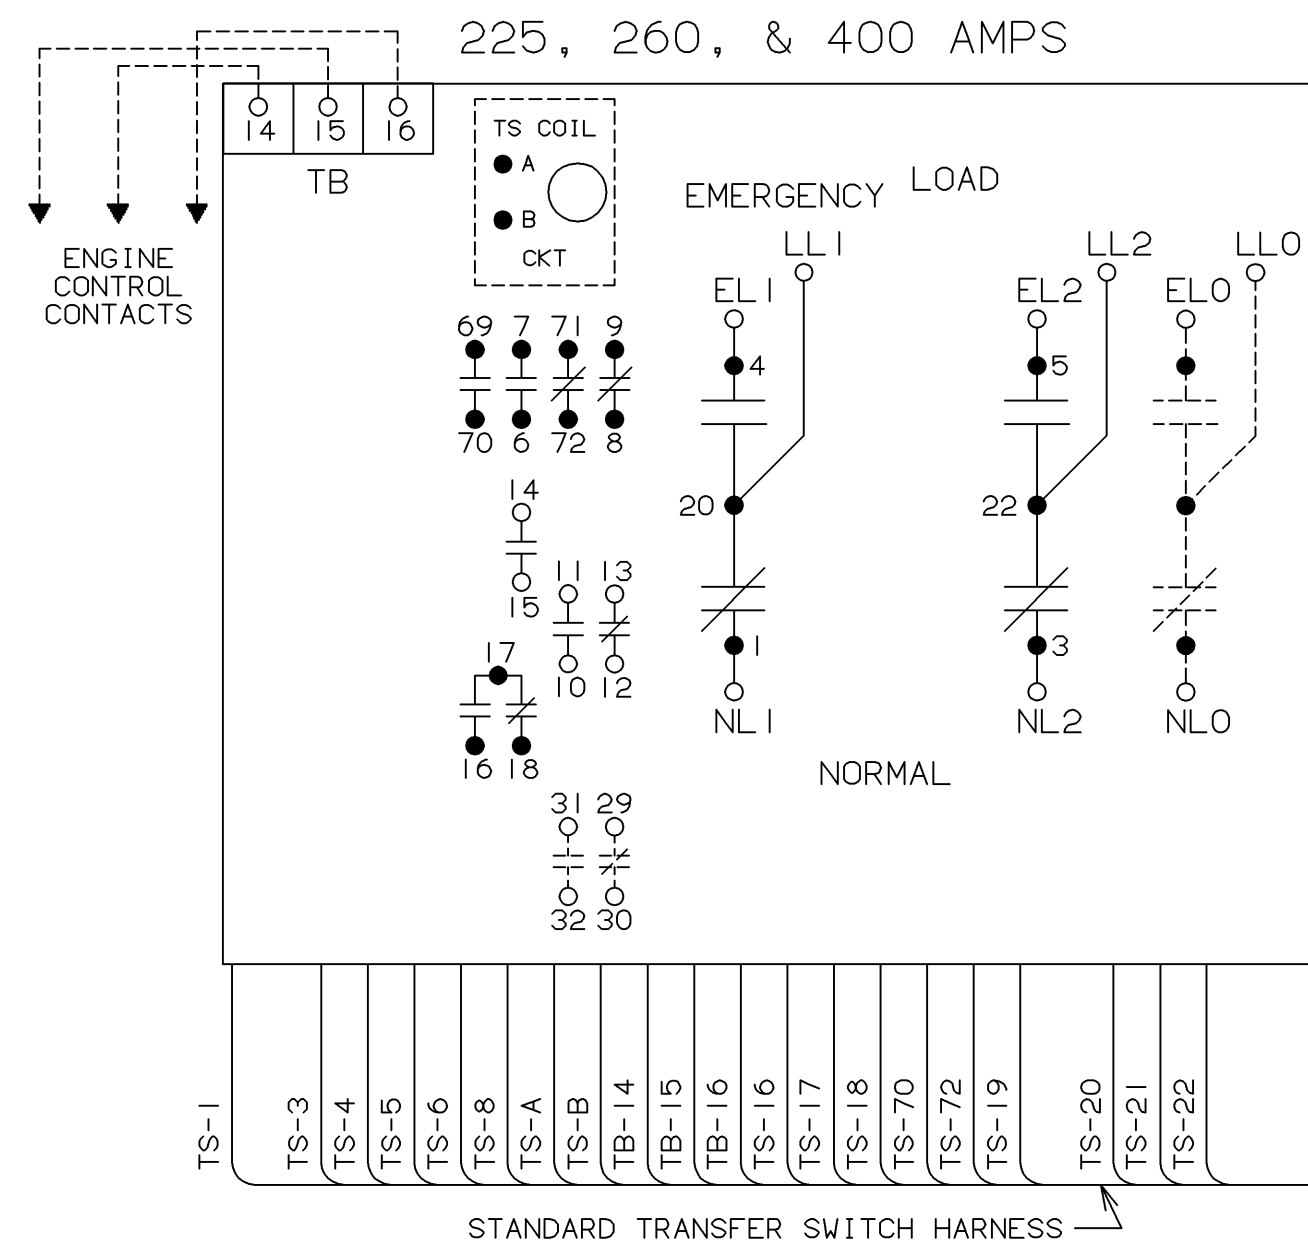 225, 260, & 400 AMPS
14 15 16
TB
TS COIL
A
B
CKT
ENGINE
CONTROL
CONTACTS
EMERGENCY LOAD
LL1 LL2 LL0
EL1 EL2 EL0
69 7 71 9
4 5
70 6 72 8
14
20 22
15
11 13
17
1 3
10 12
NL1 NL2 NL0
16 18
NORMAL
31 29
32 30
TS-1
TS-3
TS-4
TS-5
TS-6
TS-8
TS-A
TS-B
TB-14
TB-15
TB-16
TS-16
TS-17
TS-18
TS-70
TS-72
TS-19
TS-20
TS-21
TS-22
STANDARD TRANSFER SWITCH HARNESS